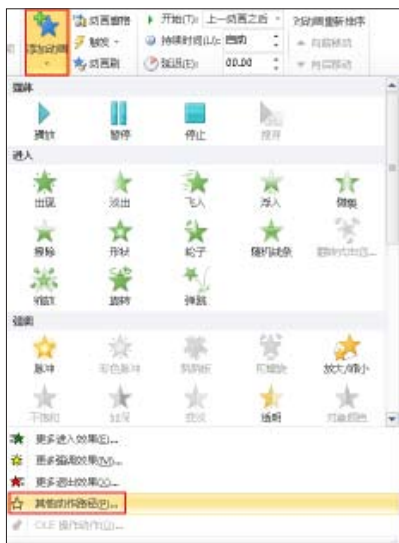 添加动画
动画窗格
触发
动画刷
开始(T): 上一动画之后
持续时间(U): 自动
延迟(E): 00.00
对动画重新排序
向前移动
向后移动
媒体
播放 暂停 停止 搜寻
进入
出现 淡出 飞入 浮入 劈裂
擦除 形状 轮子 随机线条 翻转式由远...
缩放 旋转 弹跳
强调
脉冲 彩色脉冲 跷跷板 陀螺旋 放大/缩小
不饱和 加深 变淡 透明 对象颜色
更多进入效果(E)...
更多强调效果(M)...
更多退出效果(X)...
其他动作路径(P)...
OLE 操作动作(O)...